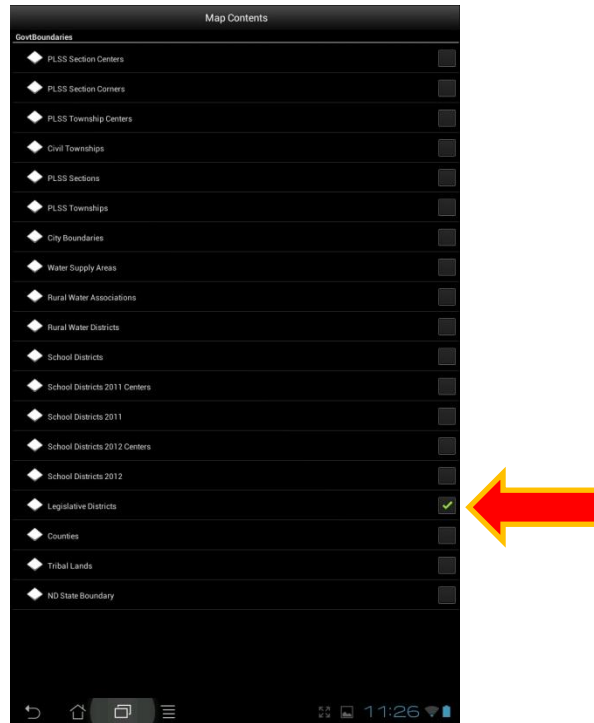 Map Contents
GovtBoundaries
PLSS Section Centers
PLSS Section Corners
PLSS Township Centers
Civil Townships
PLSS Sections
PLSS Townships
City Boundaries
Water Supply Areas
Rural Water Associations
Rural Water Districts
School Districts
School Districts 2011 Centers
School Districts 2011
School Districts 2012 Centers
School Districts 2012
Legislative Districts
Counties
Tribal Lands
ND State Boundary
11:26